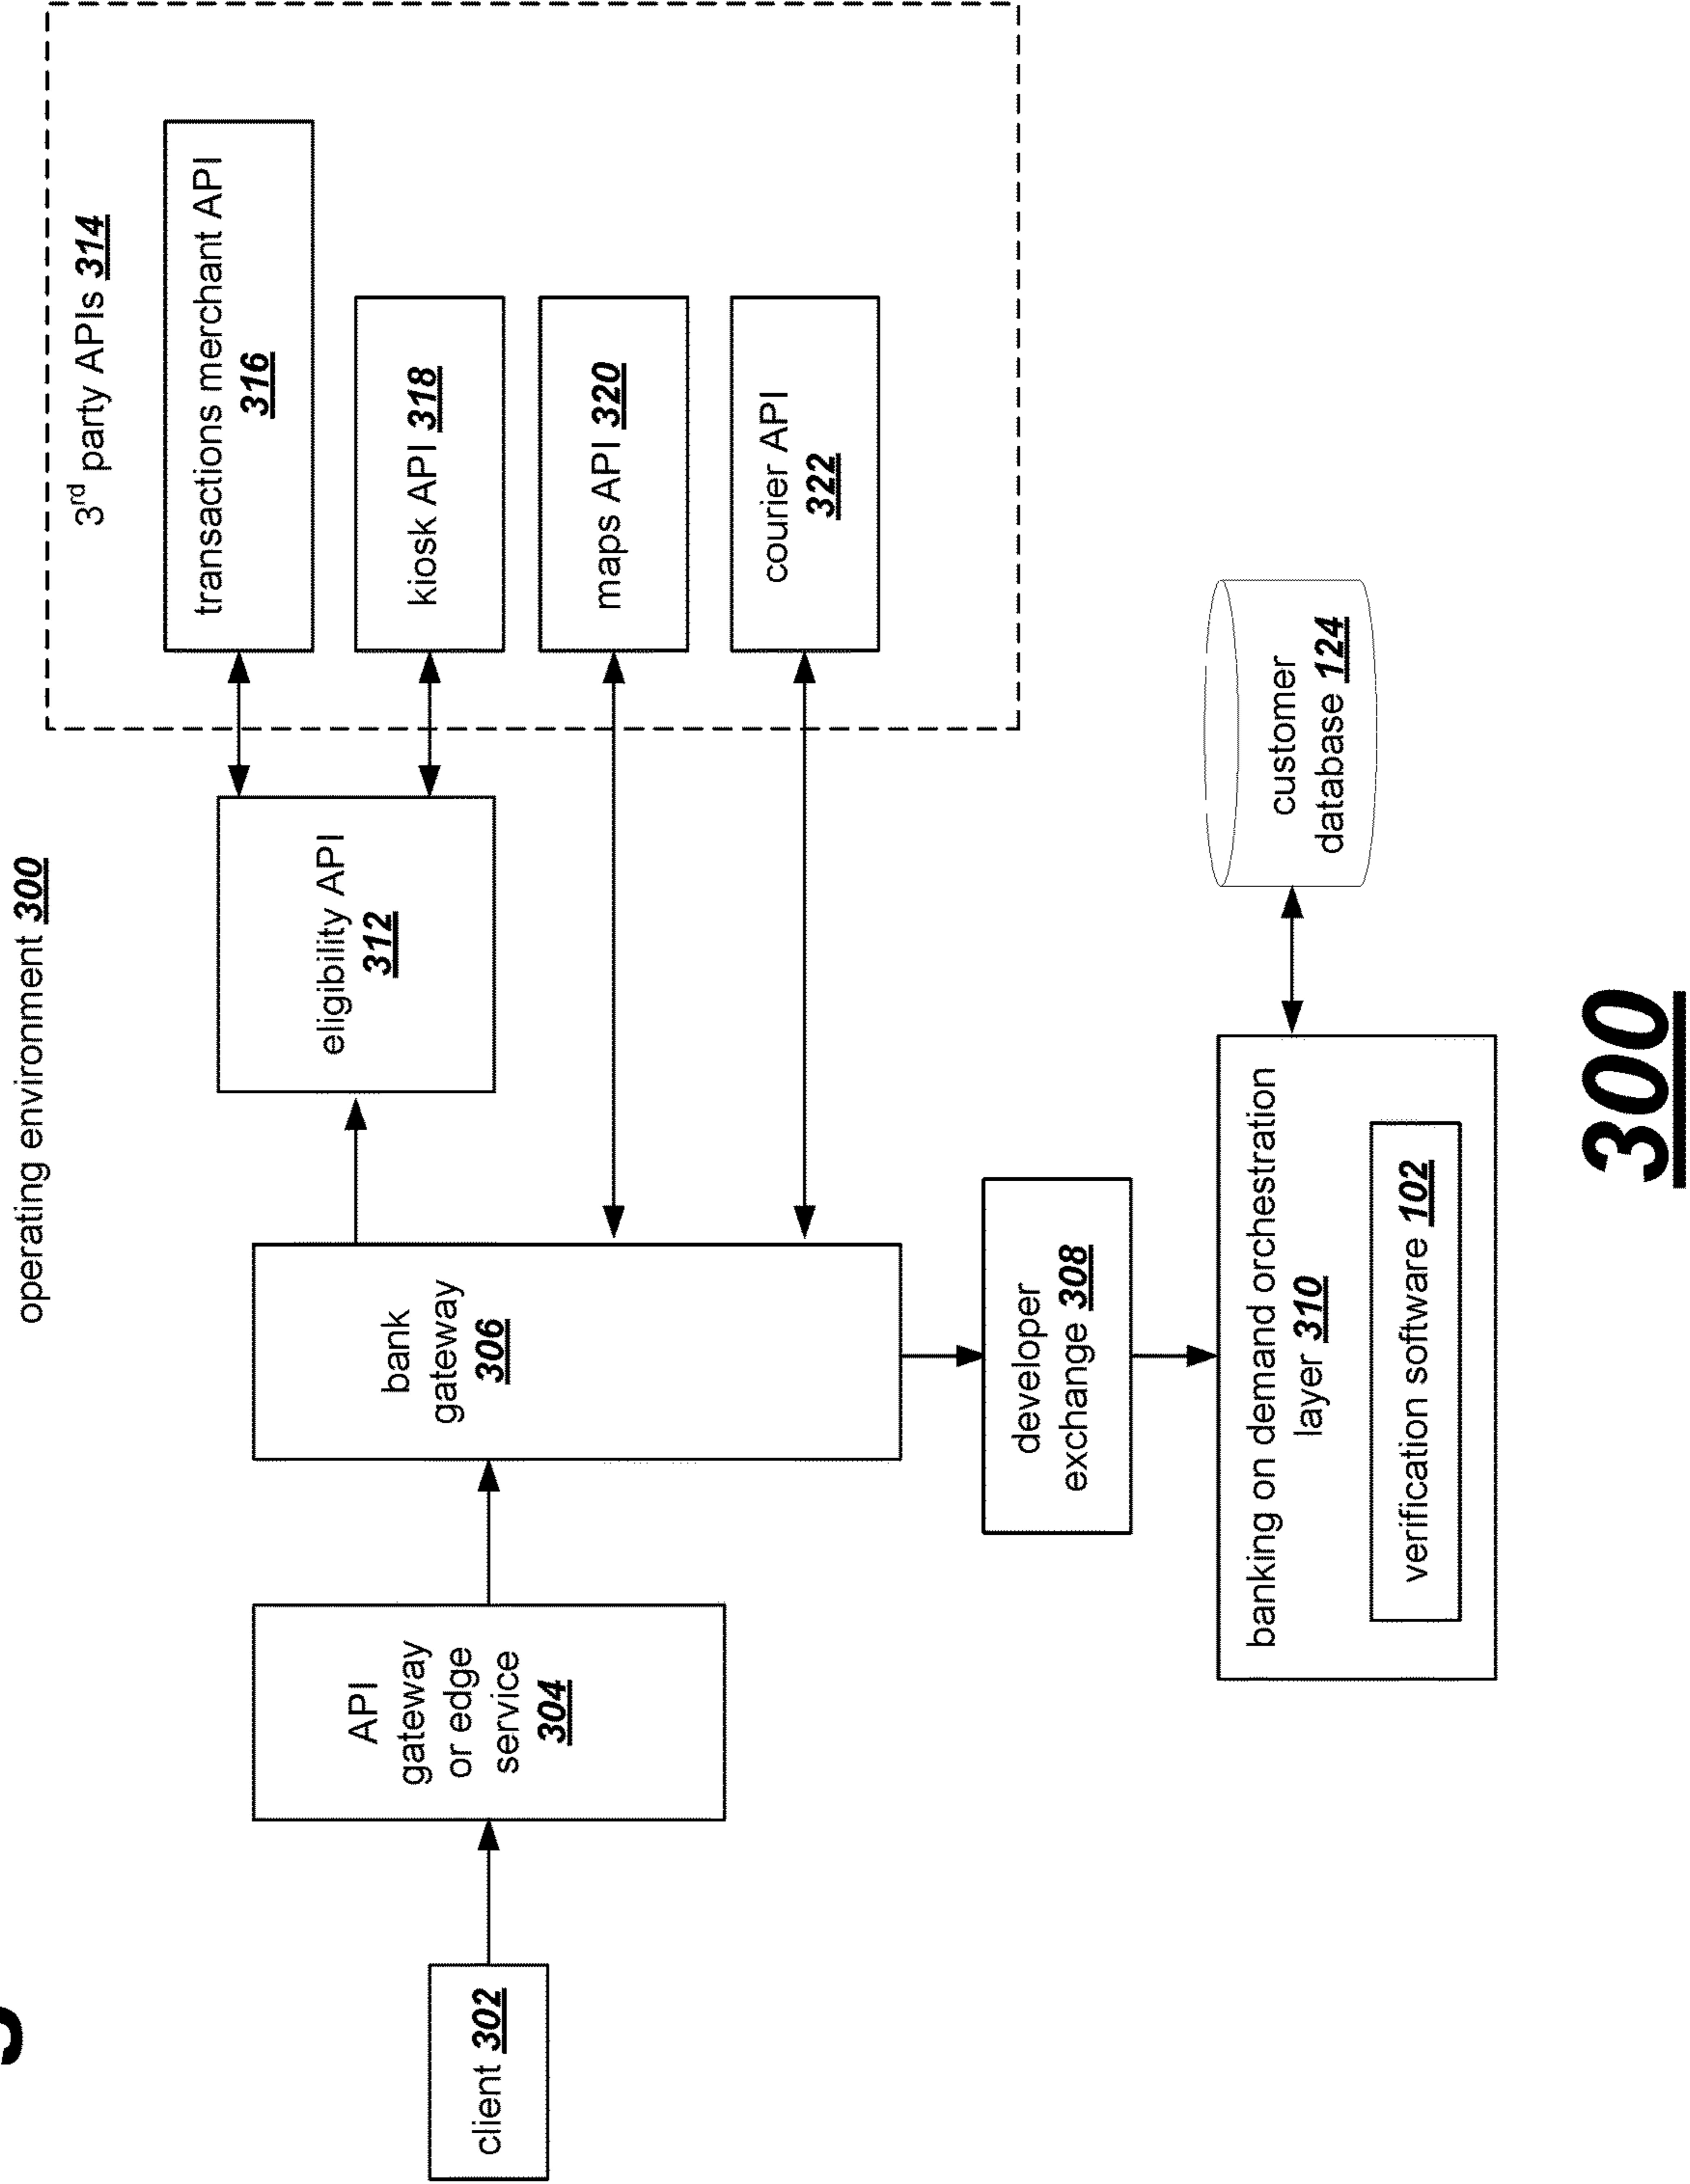 operating environment 300
3rd party APIs 314
transactions merchant API
316
kiosk API 318
maps API 320
courier API
322
eligibility API
312
bank
gateway
306
API
gateway
or edge
service
304
client 302
developer
exchange 308
banking on demand orchestration
layer 310
verification software 102
customer
database 124
300